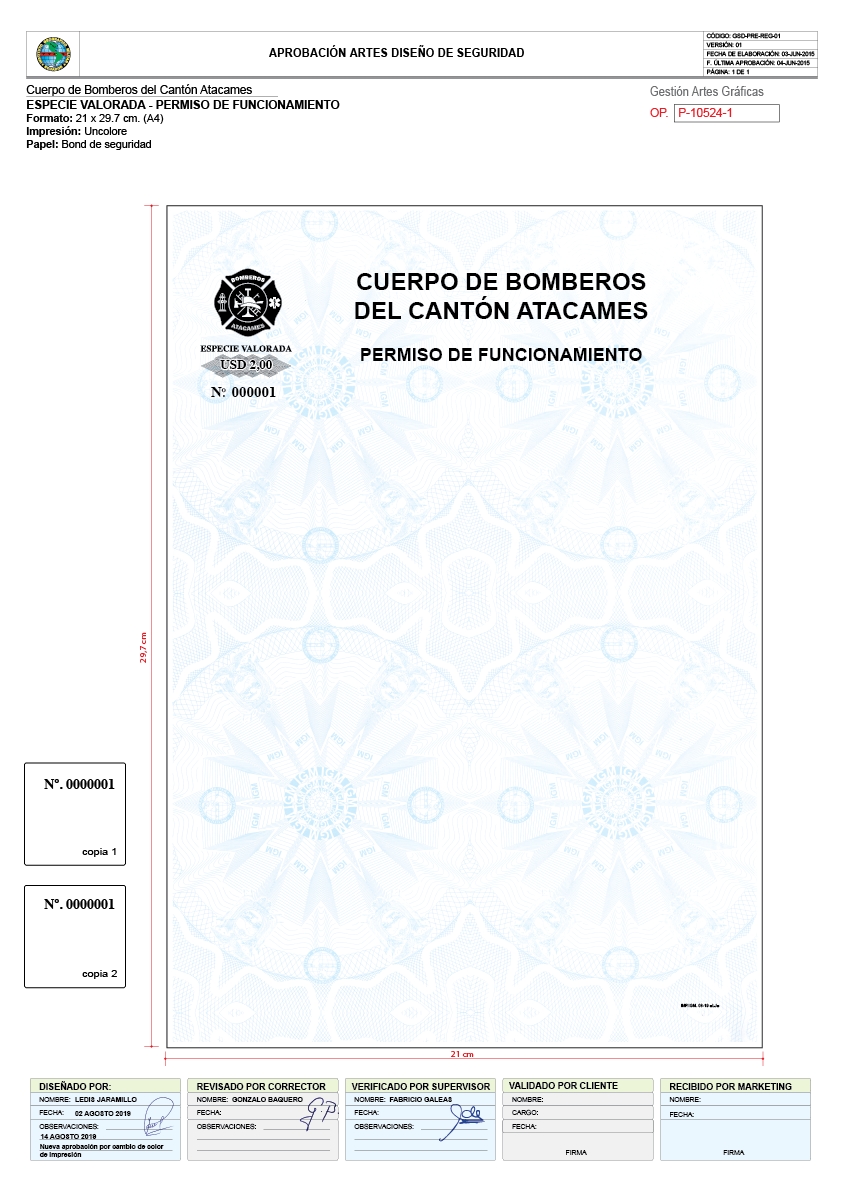 APROBACIÓN ARTES DISEÑO DE SEGURIDAD
CÓDIGO: GSD-PRE-REG-01
VERSIÓN: 01
FECHA DE ELABORACIÓN: 03-JUN-2015
F. ÚLTIMA APROBACIÓN: 04-JUN-2015
PÁGINA: 1 DE 1
Cuerpo de Bomberos del Cantón Atacames
ESPECIE VALORADA - PERMISO DE FUNCIONAMIENTO
Formato: 21 x 29.7 cm. (A4)
Impresión: Uncolore
Papel: Bond de seguridad
Gestión Artes Gráficas
OP. P-10524-1
BOMBEROS
ATACAMES
ESPECIE VALORADA
USD 2,00
Nº. 000001
CUERPO DE BOMBEROS
DEL CANTÓN ATACAMES
PERMISO DE FUNCIONAMIENTO
IGM
29,7 cm
21 cm
Nº. 0000001
copia 1
Nº. 0000001
copia 2
DISEÑADO POR:
NOMBRE: LEDIS JARAMILLO
FECHA: 02 AGOSTO 2019
OBSERVACIONES:
14 AGOSTO 2019
Nueva aprobación por cambio de color
de impresión
REVISADO POR CORRECTOR
NOMBRE: GONZALO BAQUERO
FECHA:
OBSERVACIONES:
VERIFICADO POR SUPERVISOR
NOMBRE: FABRICIO GALEAS
FECHA:
OBSERVACIONES:
VALIDADO POR CLIENTE
NOMBRE:
CARGO:
FECHA:
FIRMA
RECIBIDO POR MARKETING
NOMBRE:
FECHA:
FIRMA